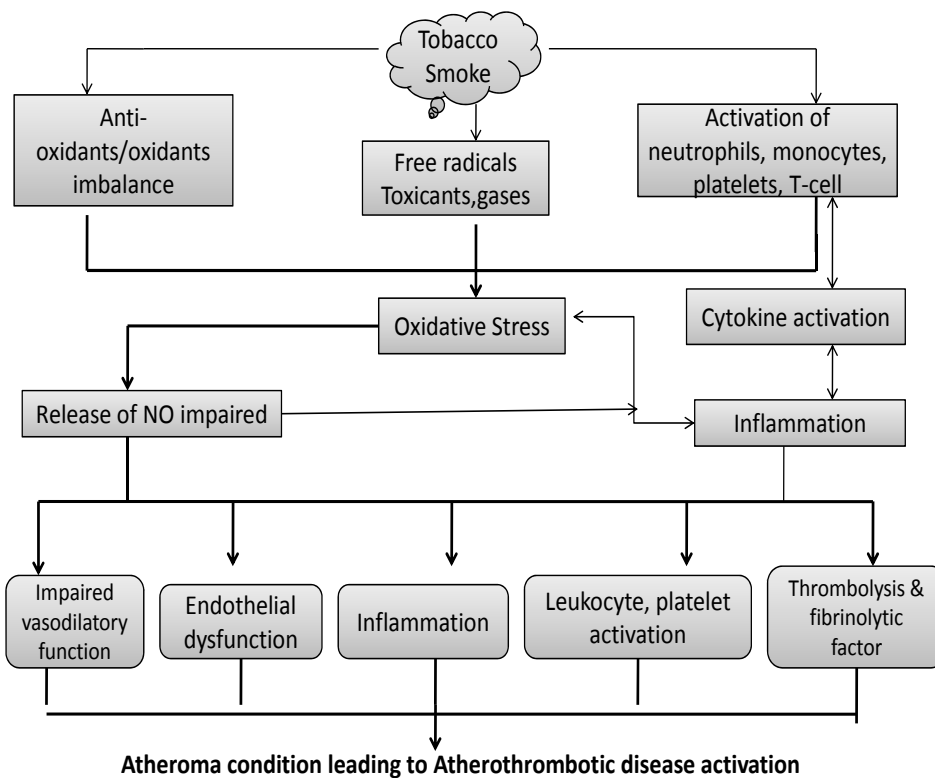 Tobacco
Smoke
Anti-
oxidants/oxidants
imbalance
Free radicals
Toxicants,gases
Activation of
neutrophils, monocytes,
platelets, T-cell
Oxidative Stress
Cytokine activation
Release of NO impaired
Inflammation
Impaired
vasodilatory
function
Endothelial
dysfunction
Inflammation
Leukocyte, platelet
activation
Thrombolysis &
fibrinolytic
factor
Atheroma condition leading to Atherothrombotic disease activation